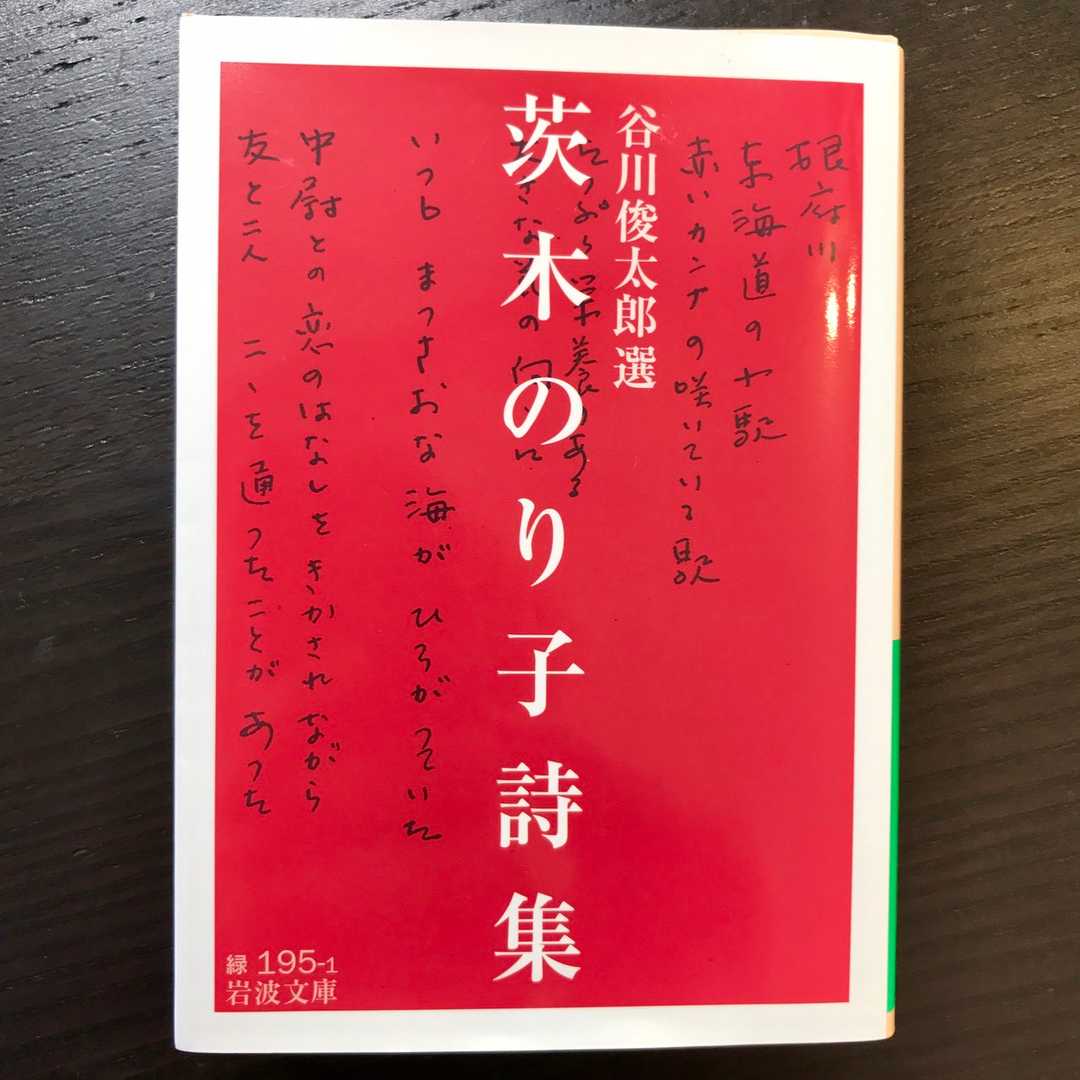 谷川俊太郎選
茨木のり子詩集
根府川
東海道の小駅
赤いカンナの咲いている駅
たっぷり栄養のある
大きな花の向うに
いつも まっさおな海が ひろがっていた
中尉との恋のはなしをきかされながら
友と二人 ここを通ったことが あった
緑 195-1
岩波文庫